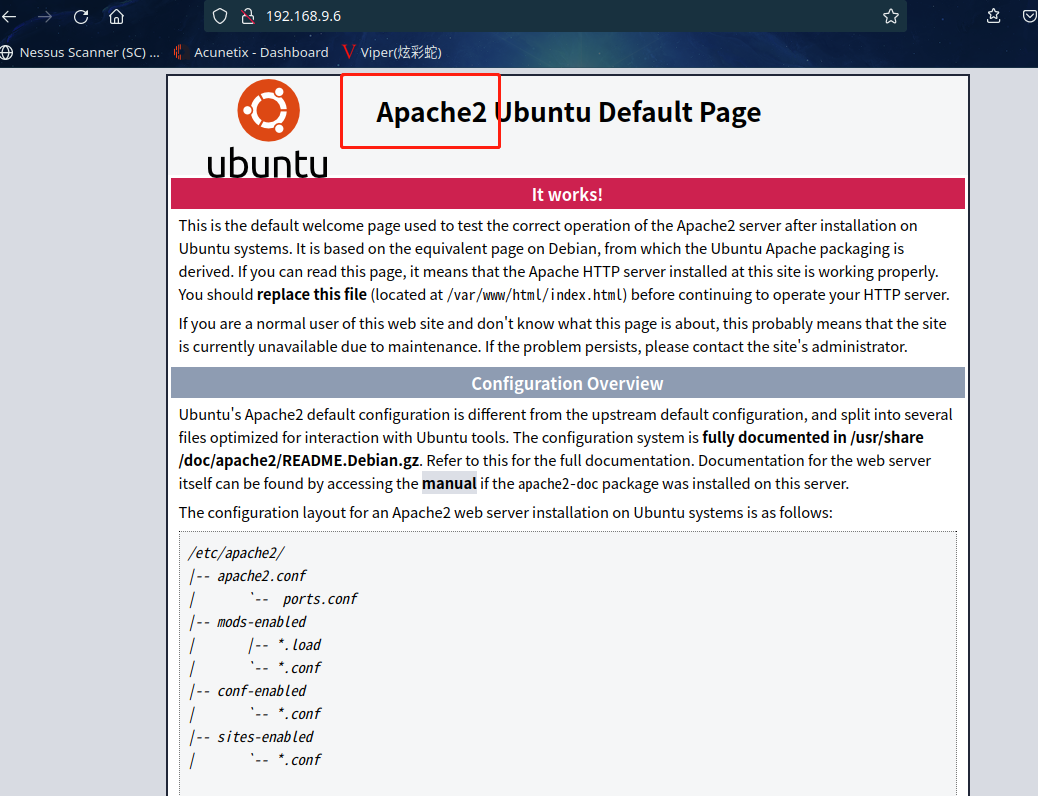 192.168.9.6
Nessus Scanner (SC) ... Acunetix - Dashboard Viper(炫彩蛇)
ubuntu
Apache2 Ubuntu Default Page
It works!
This is the default welcome page used to test the correct operation of the Apache2 server after installation on
Ubuntu systems. It is based on the equivalent page on Debian, from which the Ubuntu Apache packaging is
derived. If you can read this page, it means that the Apache HTTP server installed at this site is working properly.
You should replace this file (located at /var/www/html/index.html) before continuing to operate your HTTP server.
If you are a normal user of this web site and don't know what this page is about, this probably means that the site
is currently unavailable due to maintenance. If the problem persists, please contact the site's administrator.
Configuration Overview
Ubuntu's Apache2 default configuration is different from the upstream default configuration, and split into several
files optimized for interaction with Ubuntu tools. The configuration system is fully documented in /usr/share
/doc/apache2/README.Debian.gz. Refer to this for the full documentation. Documentation for the web server
itself can be found by accessing the manual if the apache2-doc package was installed on this server.
The configuration layout for an Apache2 web server installation on Ubuntu systems is as follows:
/etc/apache2/
|-- apache2.conf
|       `--  ports.conf
|-- mods-enabled
|       |-- *.load
|       `-- *.conf
|-- conf-enabled
|       `-- *.conf
|-- sites-enabled
|       `-- *.conf